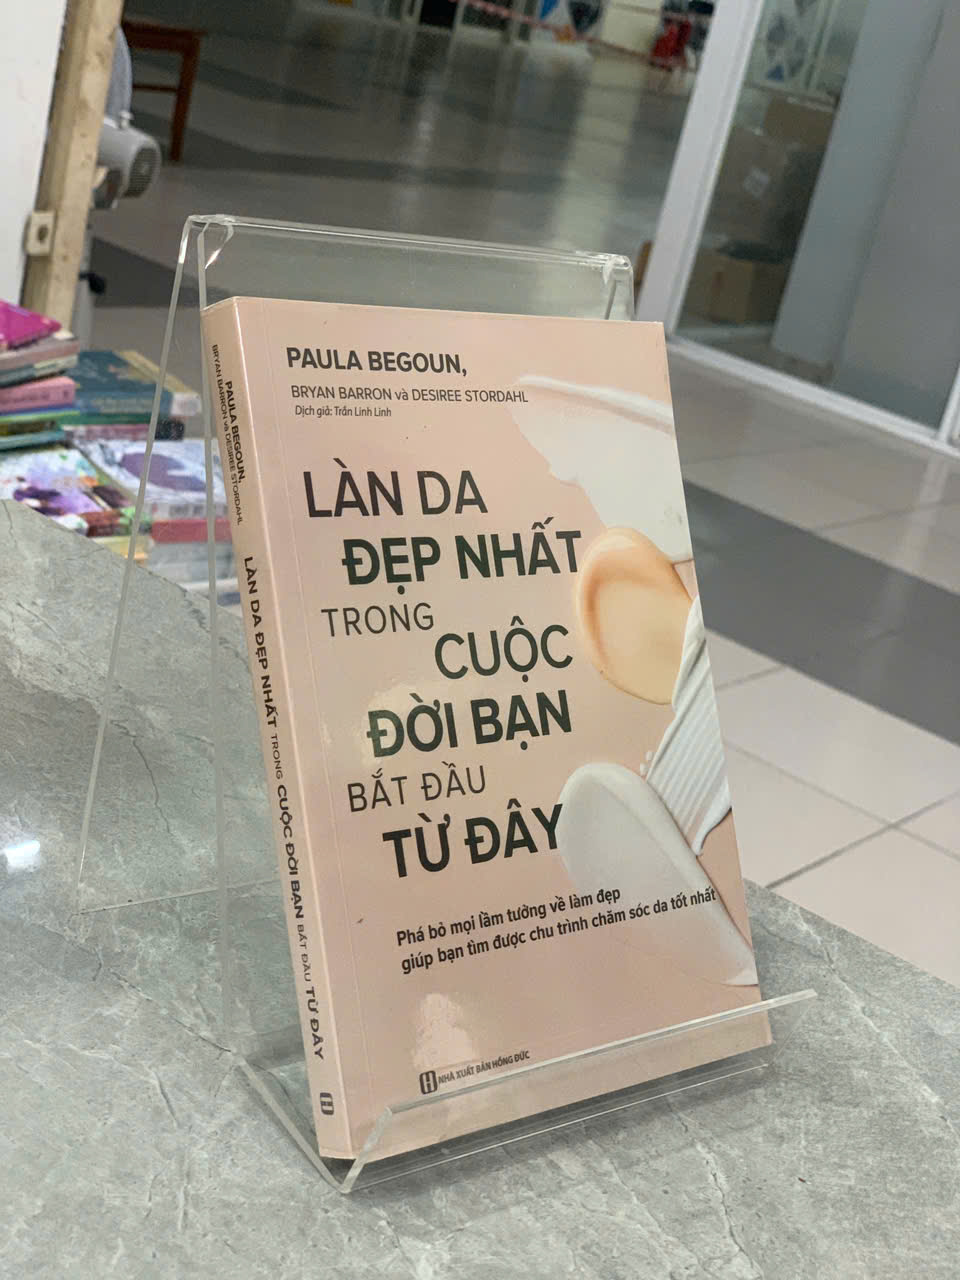 PAULA BEGOUN,
BRYAN BARRON và DESIREE STORDAHL
Dịch giả: Trần Linh Linh
LÀN DA
ĐẸP NHẤT
TRONG
CUỘC
ĐỜI BẠN
BẮT ĐẦU
TỪ ĐÂY
Phá bỏ mọi lầm tưởng về làm đẹp
giúp bạn tìm được chu trình chăm sóc da tốt nhất
NHÀ XUẤT BẢN HỒNG ĐỨC
PAULA BEGOUN,
BRYAN BARRON và DESIREE STORDAHL
LÀN DA ĐẸP NHẤT TRONG CUỘC ĐỜI BẠN BẮT ĐẦU TỪ ĐÂY